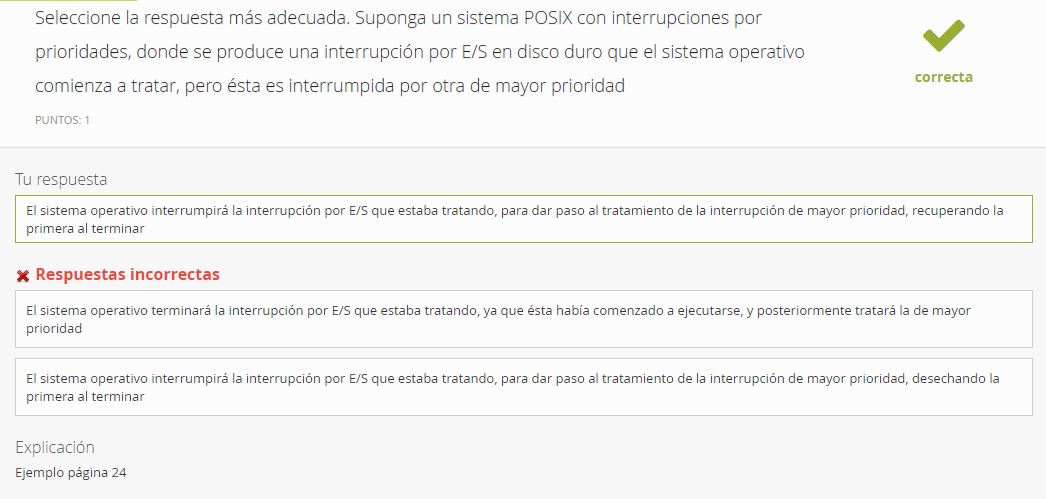 Seleccione la respuesta más adecuada. Suponga un sistema POSIX con interrupciones por
prioridades, donde se produce una interrupción por E/S en disco duro que el sistema operativo
comienza a tratar, pero ésta es interrumpida por otra de mayor prioridad
correcta
PUNTOS: 1
Tu respuesta
El sistema operativo interrumpirá la interrupción por E/S que estaba tratando, para dar paso al tratamiento de la interrupción de mayor prioridad, recuperando la
primera al terminar
Respuestas incorrectas
El sistema operativo terminará la interrupción por E/S que estaba tratando, ya que ésta había comenzado a ejecutarse, y posteriormente tratará la de mayor
prioridad
El sistema operativo interrumpirá la interrupción por E/S que estaba tratando, para dar paso al tratamiento de la interrupción de mayor prioridad, desechando la
primera al terminar
Explicación
Ejemplo página 24